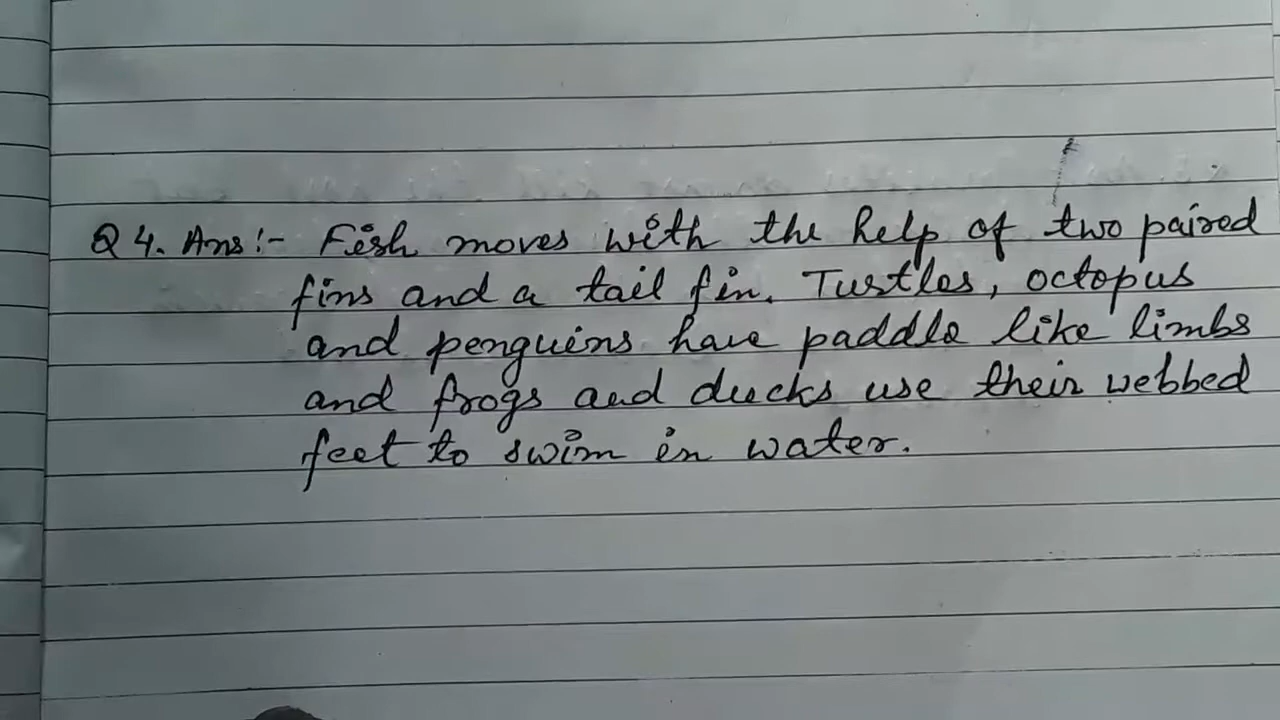 Q 4. Ans :- Fish moves with the help of two paired
fins and a tail fin. Turtles, octopus
and penguins have paddle like limbs
and frogs and ducks use their webbed
feet to swim in water.